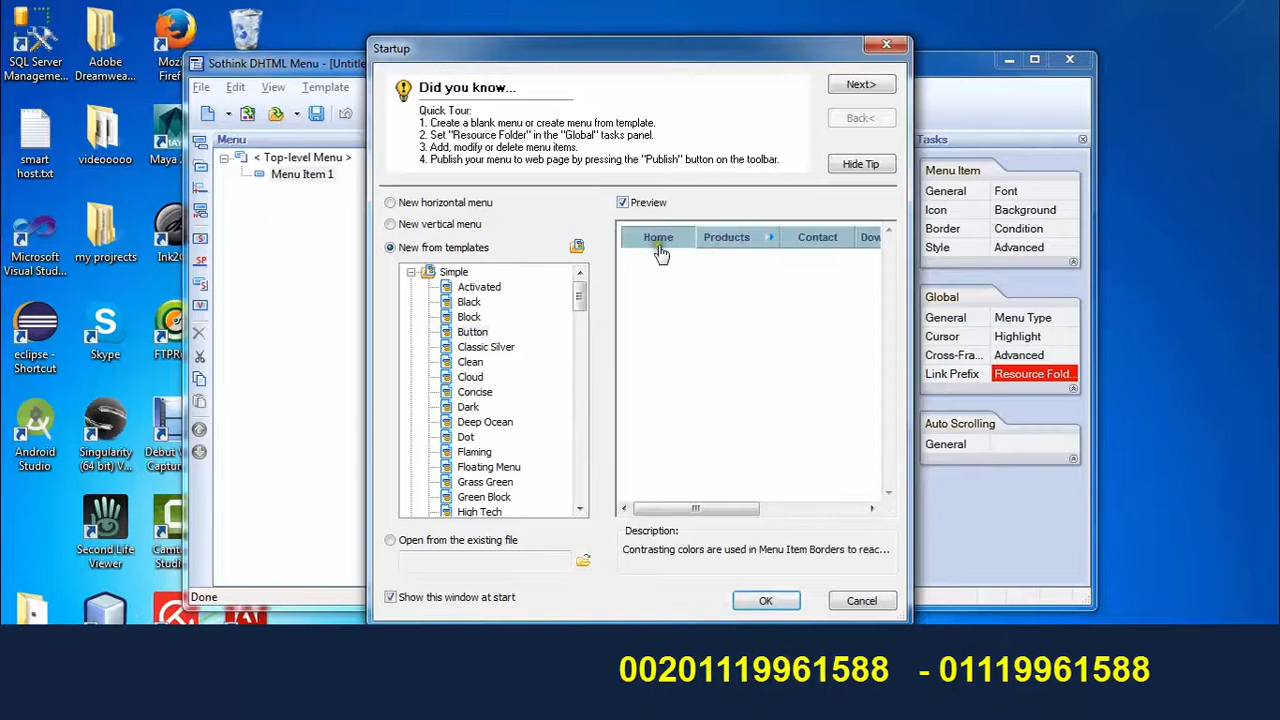 SQL Server
Manageme...
Adobe
Dreamwea...
Mozi
Firef
smart
host.txt
videooooo
Maya 2
Microsoft
Visual Stud...
my projects
Ink20
eclipse -
Shortcut
Skype
FTPR
Android
Studio
Singularity
(64 bit) V...
Debut V
Captur
Second Life
Viewer
Camt
Studi
Sothink DHTML Menu - [Untitle
File
Edit
View
Template
Menu
< Top-level Menu >
Menu Item 1
Done
Startup
Did you know...
Quick Tour:
1. Create a blank menu or create menu from template.
2. Set "Resource Folder" in the "Global" tasks panel.
3. Add, modify or delete menu items.
4. Publish your menu to web page by pressing the "Publish" button on the toolbar.
Next>
Back<
Hide Tip
New horizontal menu
New vertical menu
New from templates
Simple
Activated
Black
Block
Button
Classic Silver
Clean
Cloud
Concise
Dark
Deep Ocean
Dot
Flaming
Floating Menu
Grass Green
Green Block
High Tech
Open from the existing file
Show this window at start
Preview
Home
Products
Contact
Dow
Description:
Contrasting colors are used in Menu Item Borders to reac...
OK
Cancel
Tasks
Menu Item
General Font
Icon Background
Border Condition
Style Advanced
Global
General Menu Type
Cursor Highlight
Cross-Fra... Advanced
Link Prefix Resource Fold...
Auto Scrolling
General
00201119961588 - 01119961588